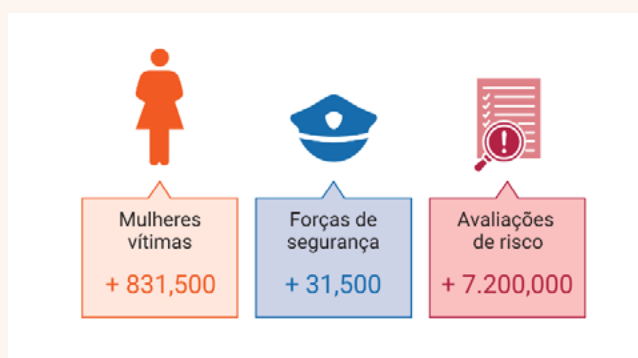 Mulheres
vítimas
+ 831,500
Forças de
segurança
+ 31,500
Avaliações
de risco
+ 7.200,000